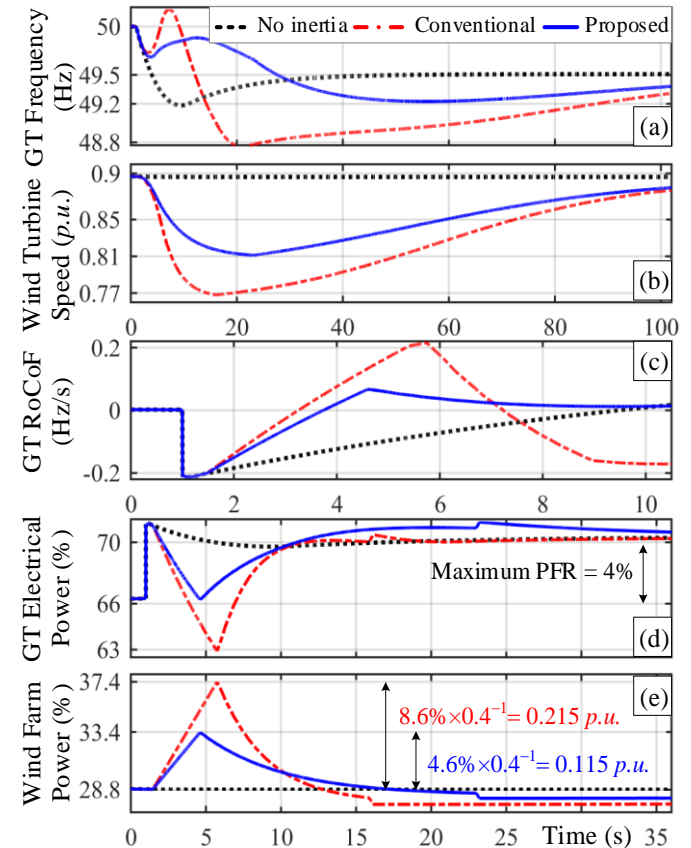 No inertia Conventional Proposed
GT Frequency (Hz)
50
49.5
49.2
48.8
(a)
Wind Turbine Speed (p.u.)
0.9
0.85
0.81
0.77
(b)
0 20 40 60 80 100
GT RoCoF (Hz/s)
0.2
0
-0.2
(c)
0 2 4 6 8 10
GT Electrical Power (%)
70
66
63
Maximum PFR = 4%
(d)
Wind Farm Power (%)
37.4
33.4
28.8
(e)
8.6%×0.4⁻¹= 0.215 p.u.
4.6%×0.4⁻¹= 0.115 p.u.
0 5 10 15 20 Time (s) 35